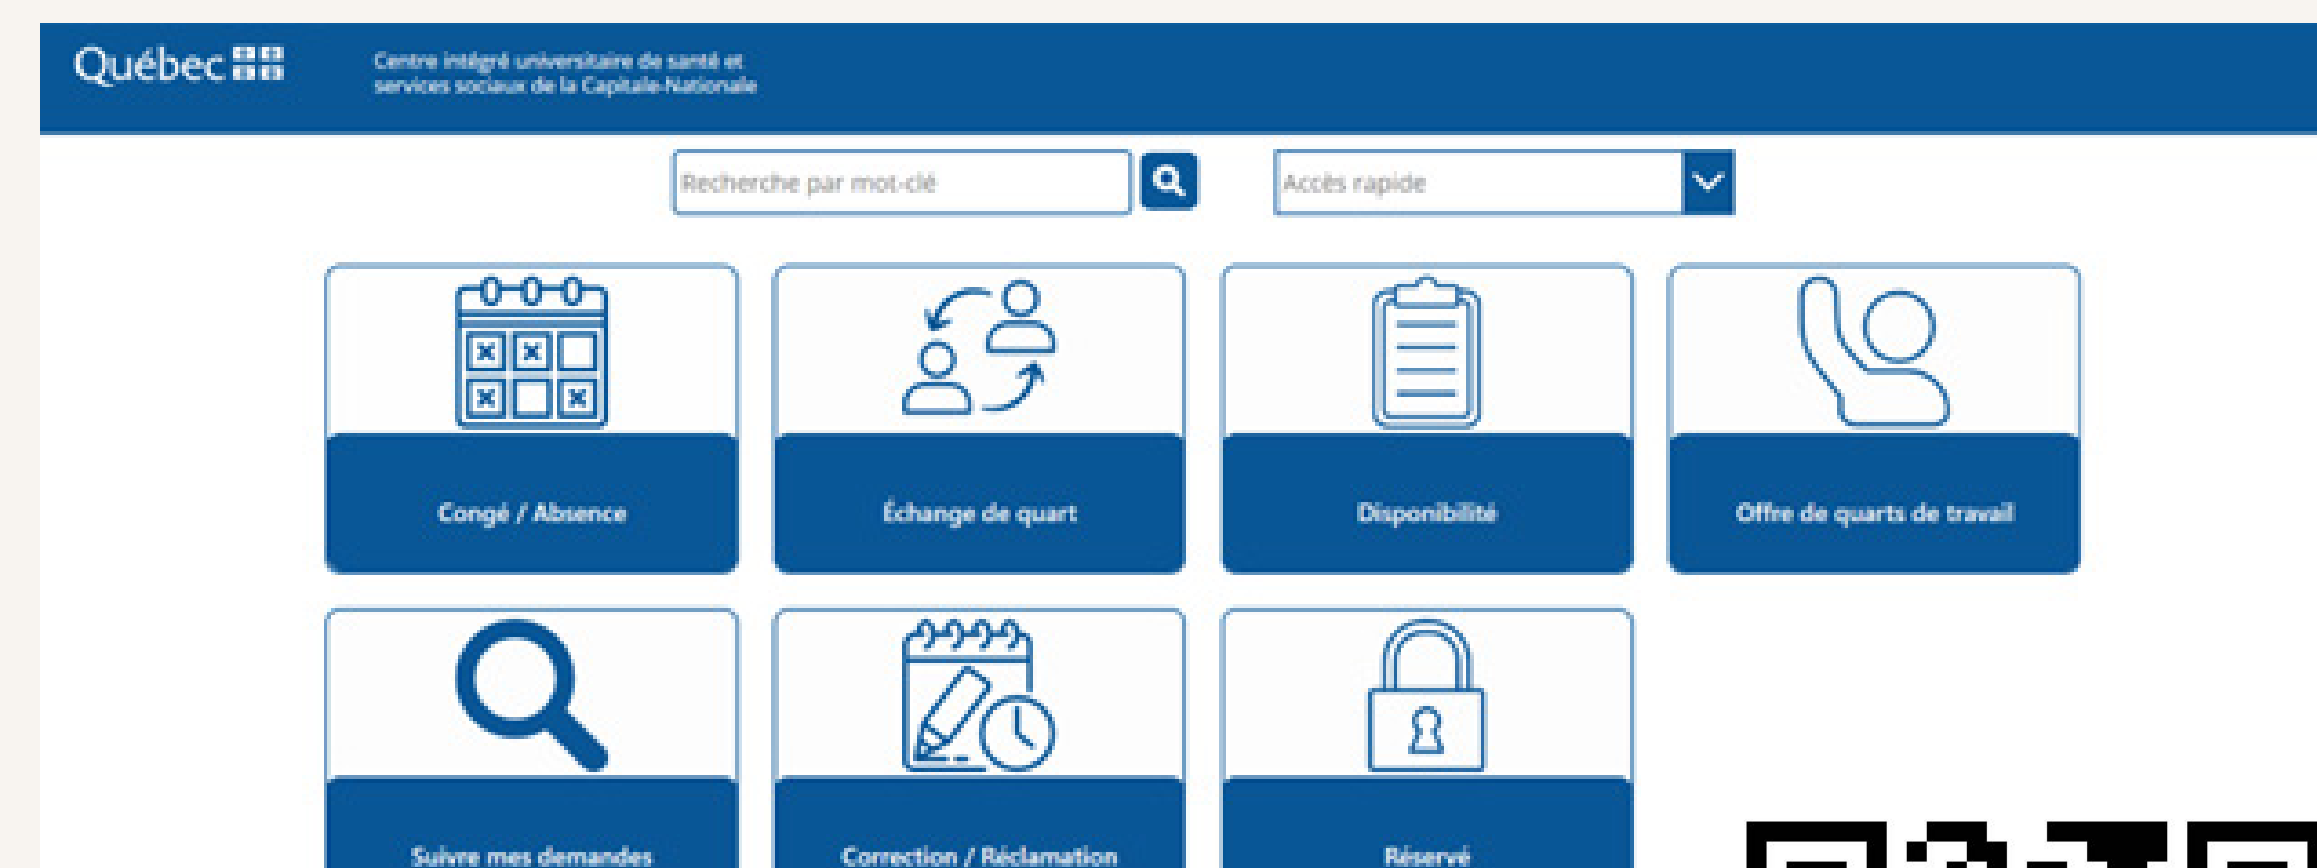 Québec
Centre intégré universitaire de santé et
services sociaux de la Capitale-Nationale
Recherche par mot-clé
Accès rapide
Congé / Absence
Échange de quart
Disponibilité
Offre de quarts de travail
Suivre mes demandes
Correction / Réclamation
Réservé